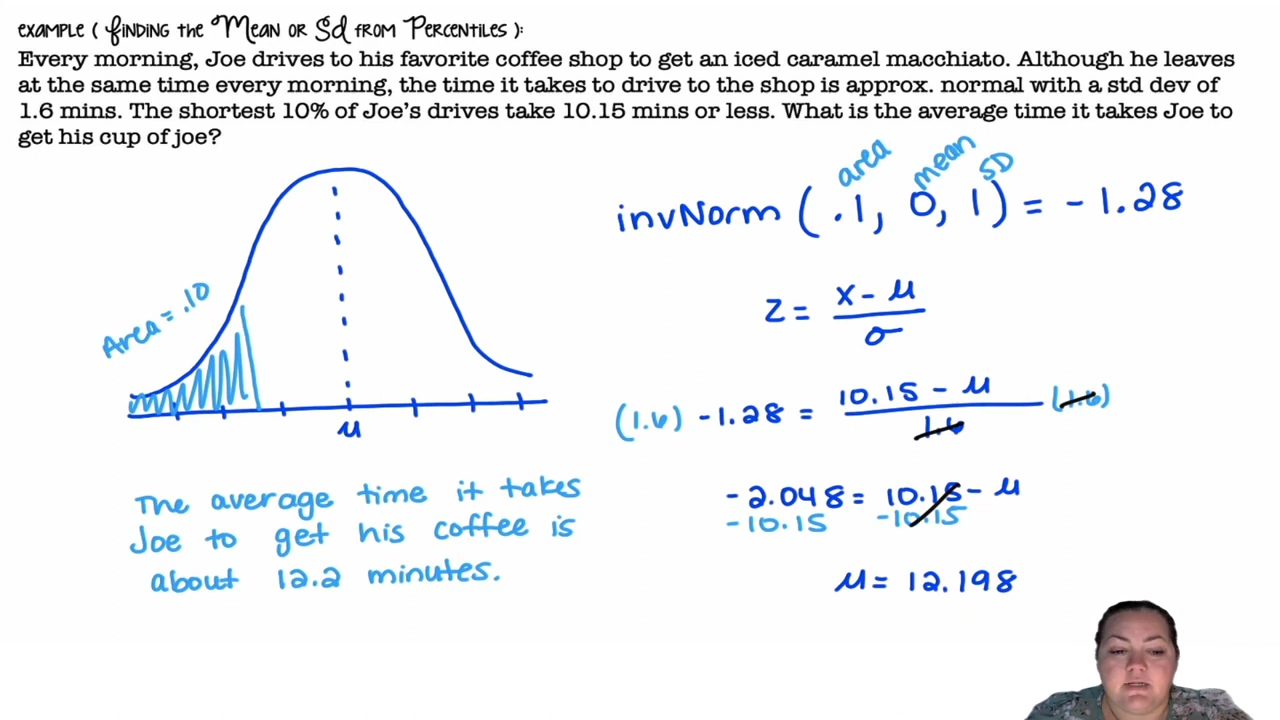 EXAMPLE ( FINDING the MEAN OR Sd FROM PERCENTILES ):
Every morning, Joe drives to his favorite coffee shop to get an iced caramel macchiato. Although he leaves
at the same time every morning, the time it takes to drive to the shop is approx. normal with a std dev of
1.6 mins. The shortest 10% of Joe's drives take 10.15 mins or less. What is the average time it takes Joe to
get his cup of joe?
area mean SD
invNorm ( .1, 0, 1) = -1.28
Area = .10
z = x - μ
σ
μ
(1.6) -1.28 = 10.15 - μ (1.6)
1.6
-2.048 = 10.15 - μ
-10.15 -10.15
μ = 12.198
The average time it takes
Joe to get his coffee is
about 12.2 minutes.